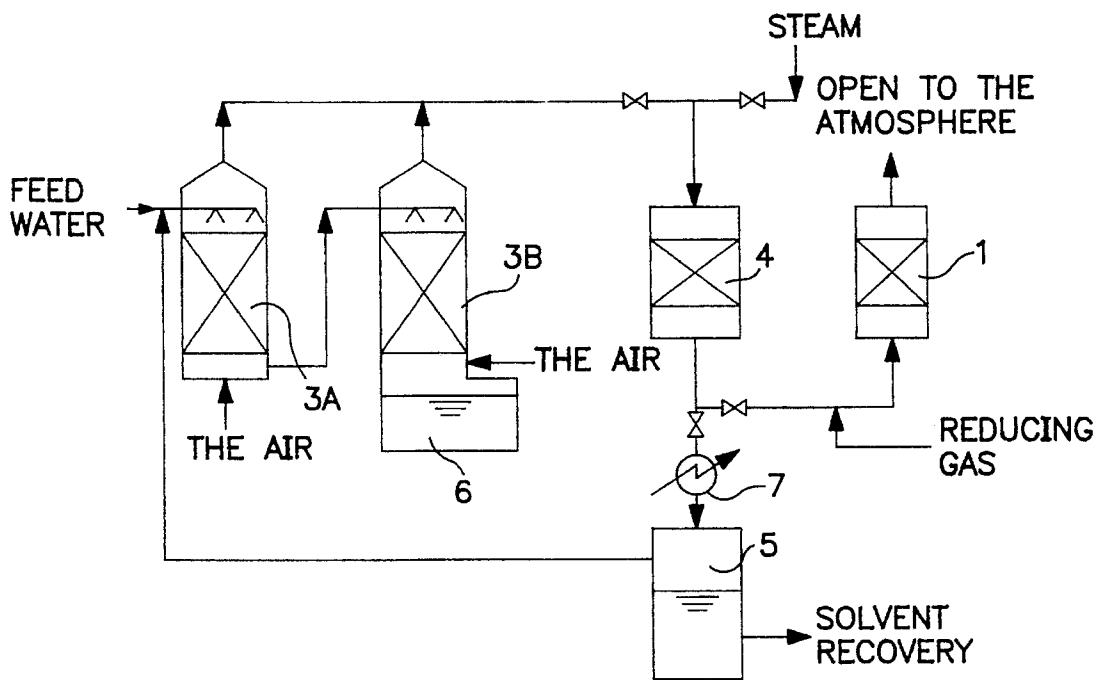 STEAM
OPEN TO THE
ATMOSPHERE
FEED
WATER
3B
4
1
THE AIR
3A
THE AIR
REDUCING
GAS
6
7
5
SOLVENT
RECOVERY